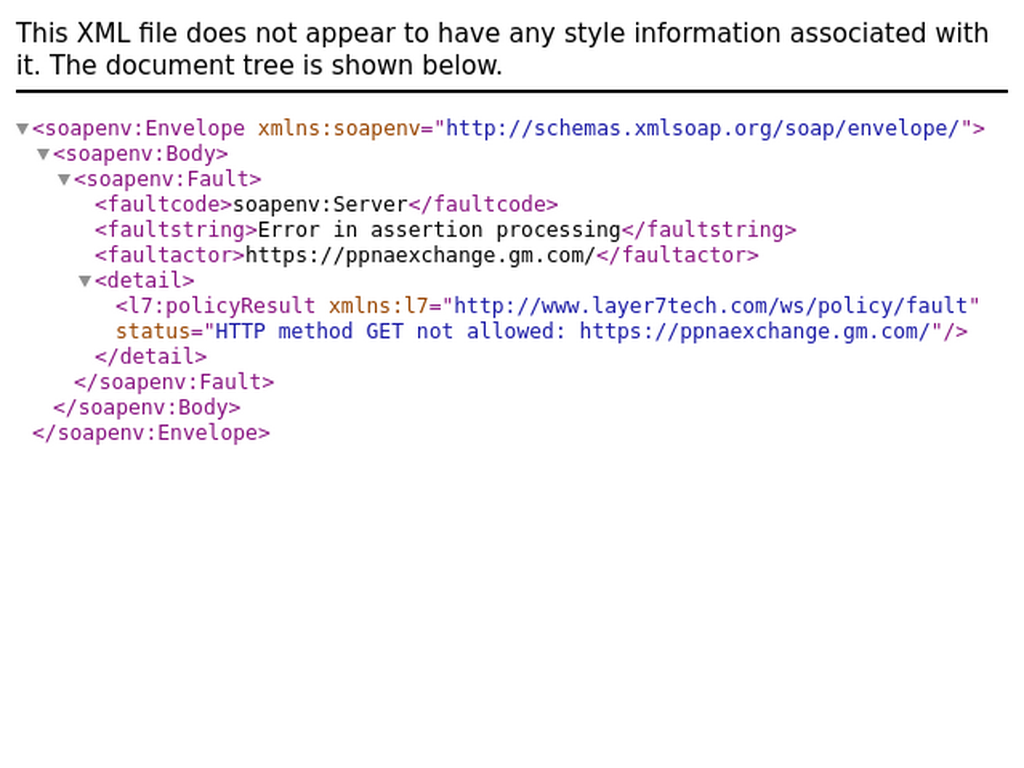 This XML file does not appear to have any style information associated with
it. The document tree is shown below.
▼<soapenv:Envelope xmlns:soapenv="http://schemas.xmlsoap.org/soap/envelope/">
▼<soapenv:Body>
▼<soapenv:Fault>
<faultcode>soapenv:Server</faultcode>
<faultstring>Error in assertion processing</faultstring>
<faultactor>https://ppnaexchange.gm.com/</faultactor>
▼<detail>
<l7:policyResult xmlns:l7="http://www.layer7tech.com/ws/policy/fault"
status="HTTP method GET not allowed: https://ppnaexchange.gm.com/"/>
</detail>
</soapenv:Fault>
</soapenv:Body>
</soapenv:Envelope>